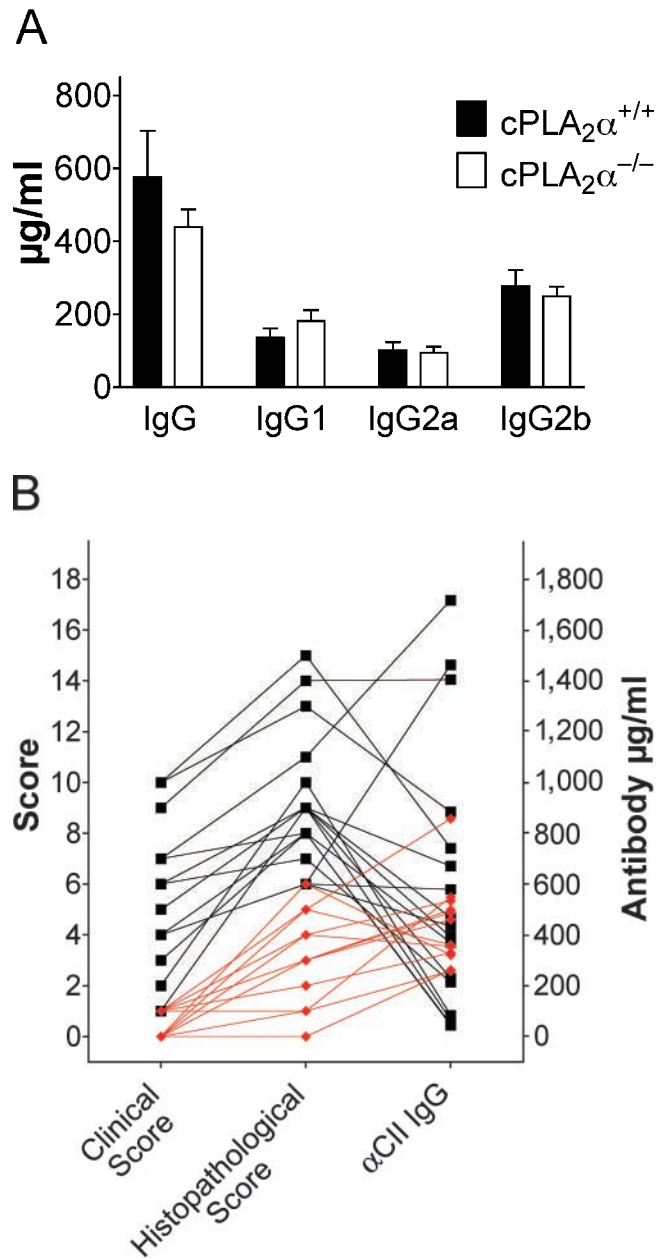 A
800
600
400
200
0
µg/ml
cPLA₂α⁺/⁺
cPLA₂α⁻/⁻
IgG IgG1 IgG2a IgG2b
B
18 1,800
16 1,600
14 1,400
12 1,200
10 1,000
8 800
6 600
4 400
2 200
0 0
Score
Antibody µg/ml
Clinical
Score
Histopathological
Score
αCII IgG